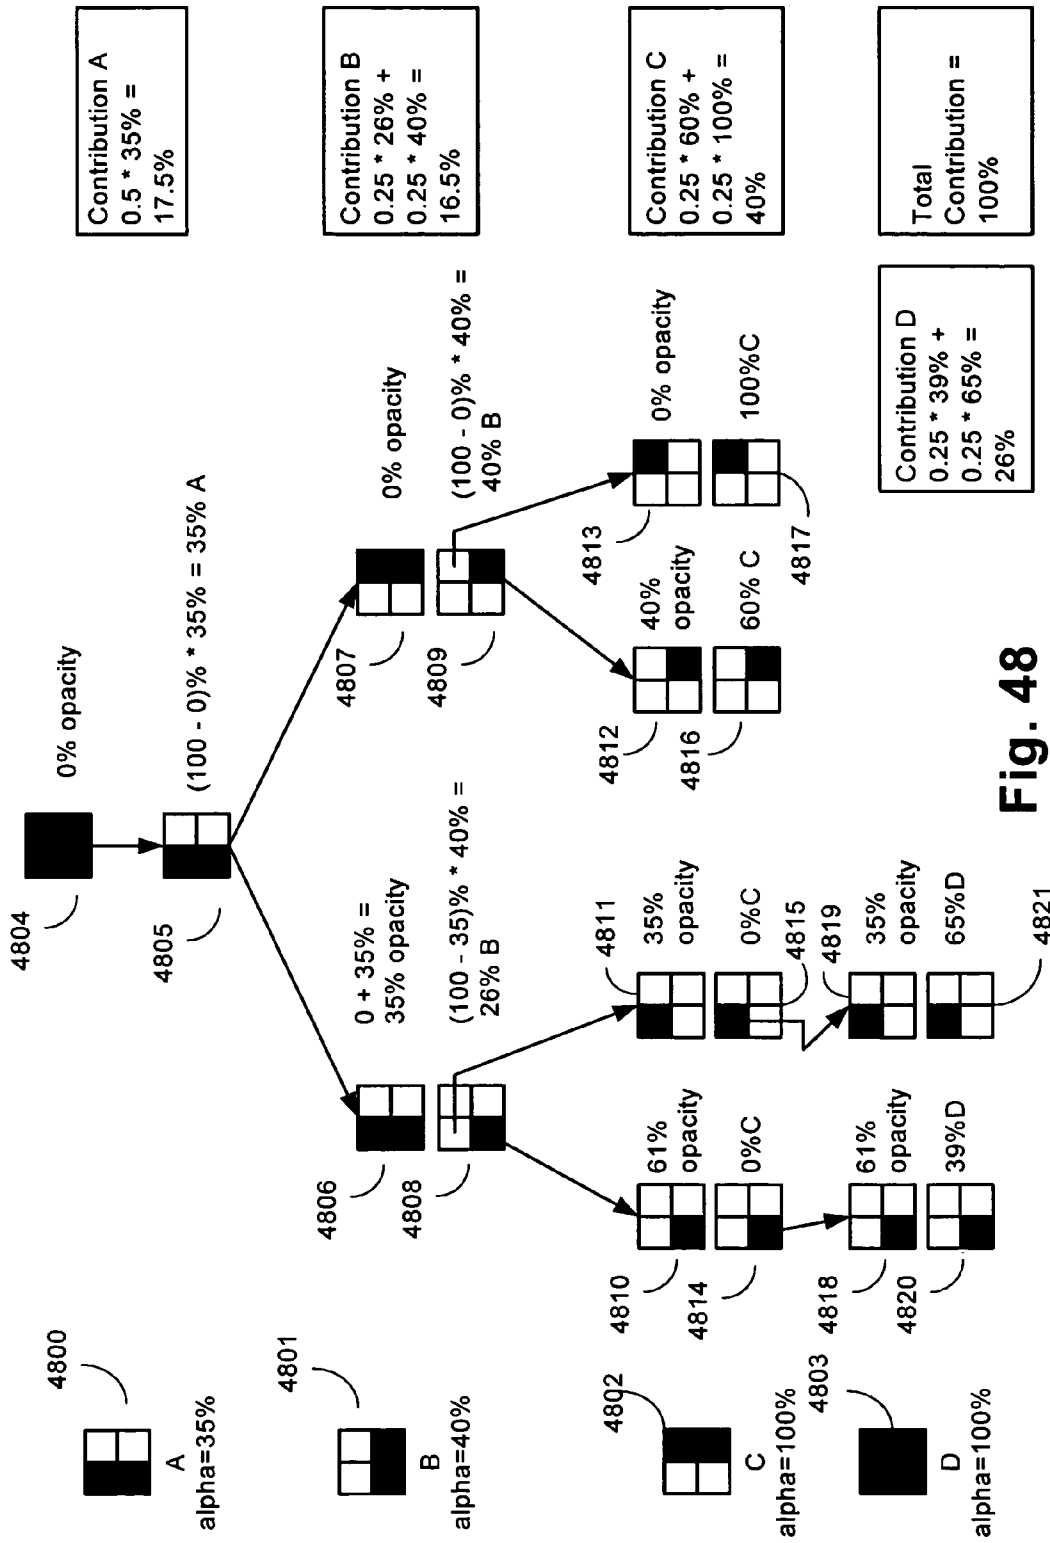 4800
A
alpha=35%
4801
B
alpha=40%
4802
C
alpha=100%
4803
D
alpha=100%
4804
0% opacity
4805
(100 - 0)% * 35% = 35% A
4806
0 + 35% =
35% opacity
4808
(100 - 35)% * 40% =
26% B
4807
0% opacity
4809
(100 - 0)% * 40% =
40% B
4810
61%
opacity
4814
0%C
4811
35%
opacity
0%C
4815
4812
40%
opacity
4816
60% C
4813
0% opacity
100%C
4817
4818
61%
opacity
4820
39%D
4819
35%
opacity
65%D
4821
Contribution A
0.5 * 35% =
17.5%
Contribution B
0.25 * 26% +
0.25 * 40% =
16.5%
Contribution C
0.25 * 60% +
0.25 * 100% =
40%
Contribution D
0.25 * 39% +
0.25 * 65% =
26%
Total
Contribution =
100%
Fig. 48